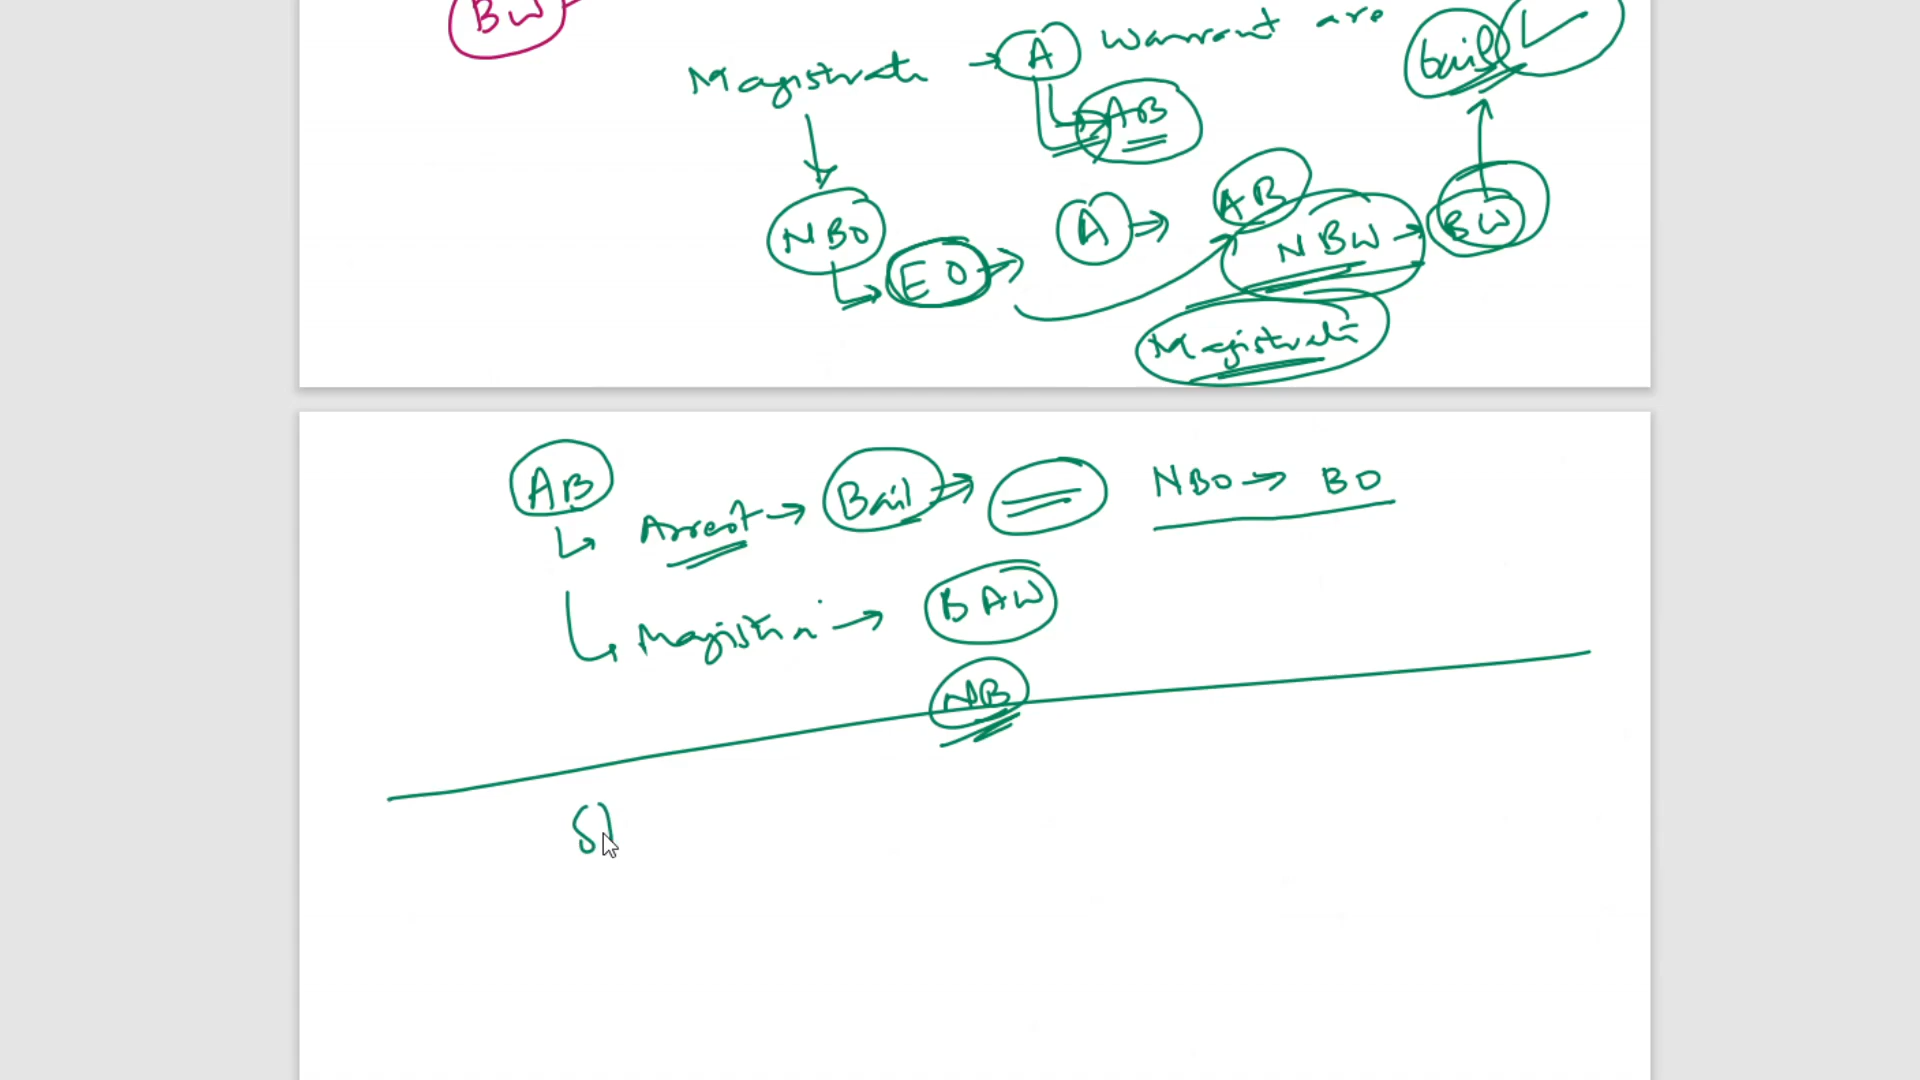 BW
Magistrate → A Warrant are bail
AB
NBO EO → A → AB NBW → BW
Magistrate
AB Arrest → Bail → NBO → BO
Magistra → BAW
NB
S